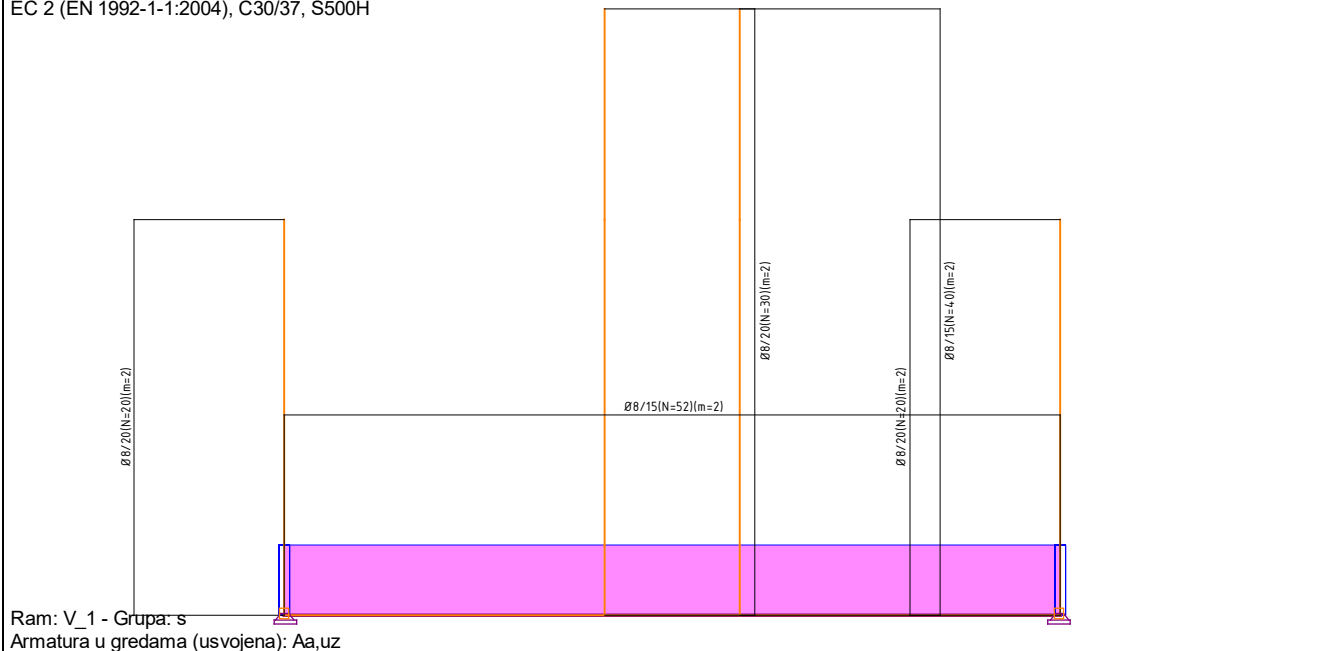 EC 2 (EN 1992-1-1:2004), C30/37, S500H
Ø8/20(N=30)(m=2)
Ø8/15(N=40)(m=2)
Ø8/20(N=20)(m=2)
Ø8/20(N=20)(m=2)
Ø8/15(N=52)(m=2)
Ram: V_1 - Grupa: s
Armatura u gredama (usvojena): Aa,uz